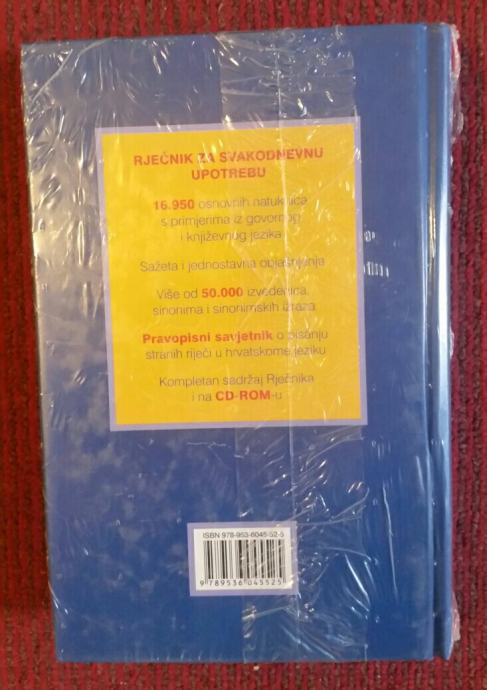 RJEČNIK ZA SVAKODNEVNU
UPOTREBU
16.950 osnovnih natuknica
s primjerima iz govornog
i književnog jezika
Sažeta i jednostavna objašnjenja
Više od 50.000 izvedenica,
sinonima i sinonimskih izraza
Pravopisni savjetnik o pisanju
stranih riječi u hrvatskome jeziku
Kompletan sadržaj Rječnika
i na CD-ROM-u
ISBN 978-953-6045-52-5
9 789536 045525